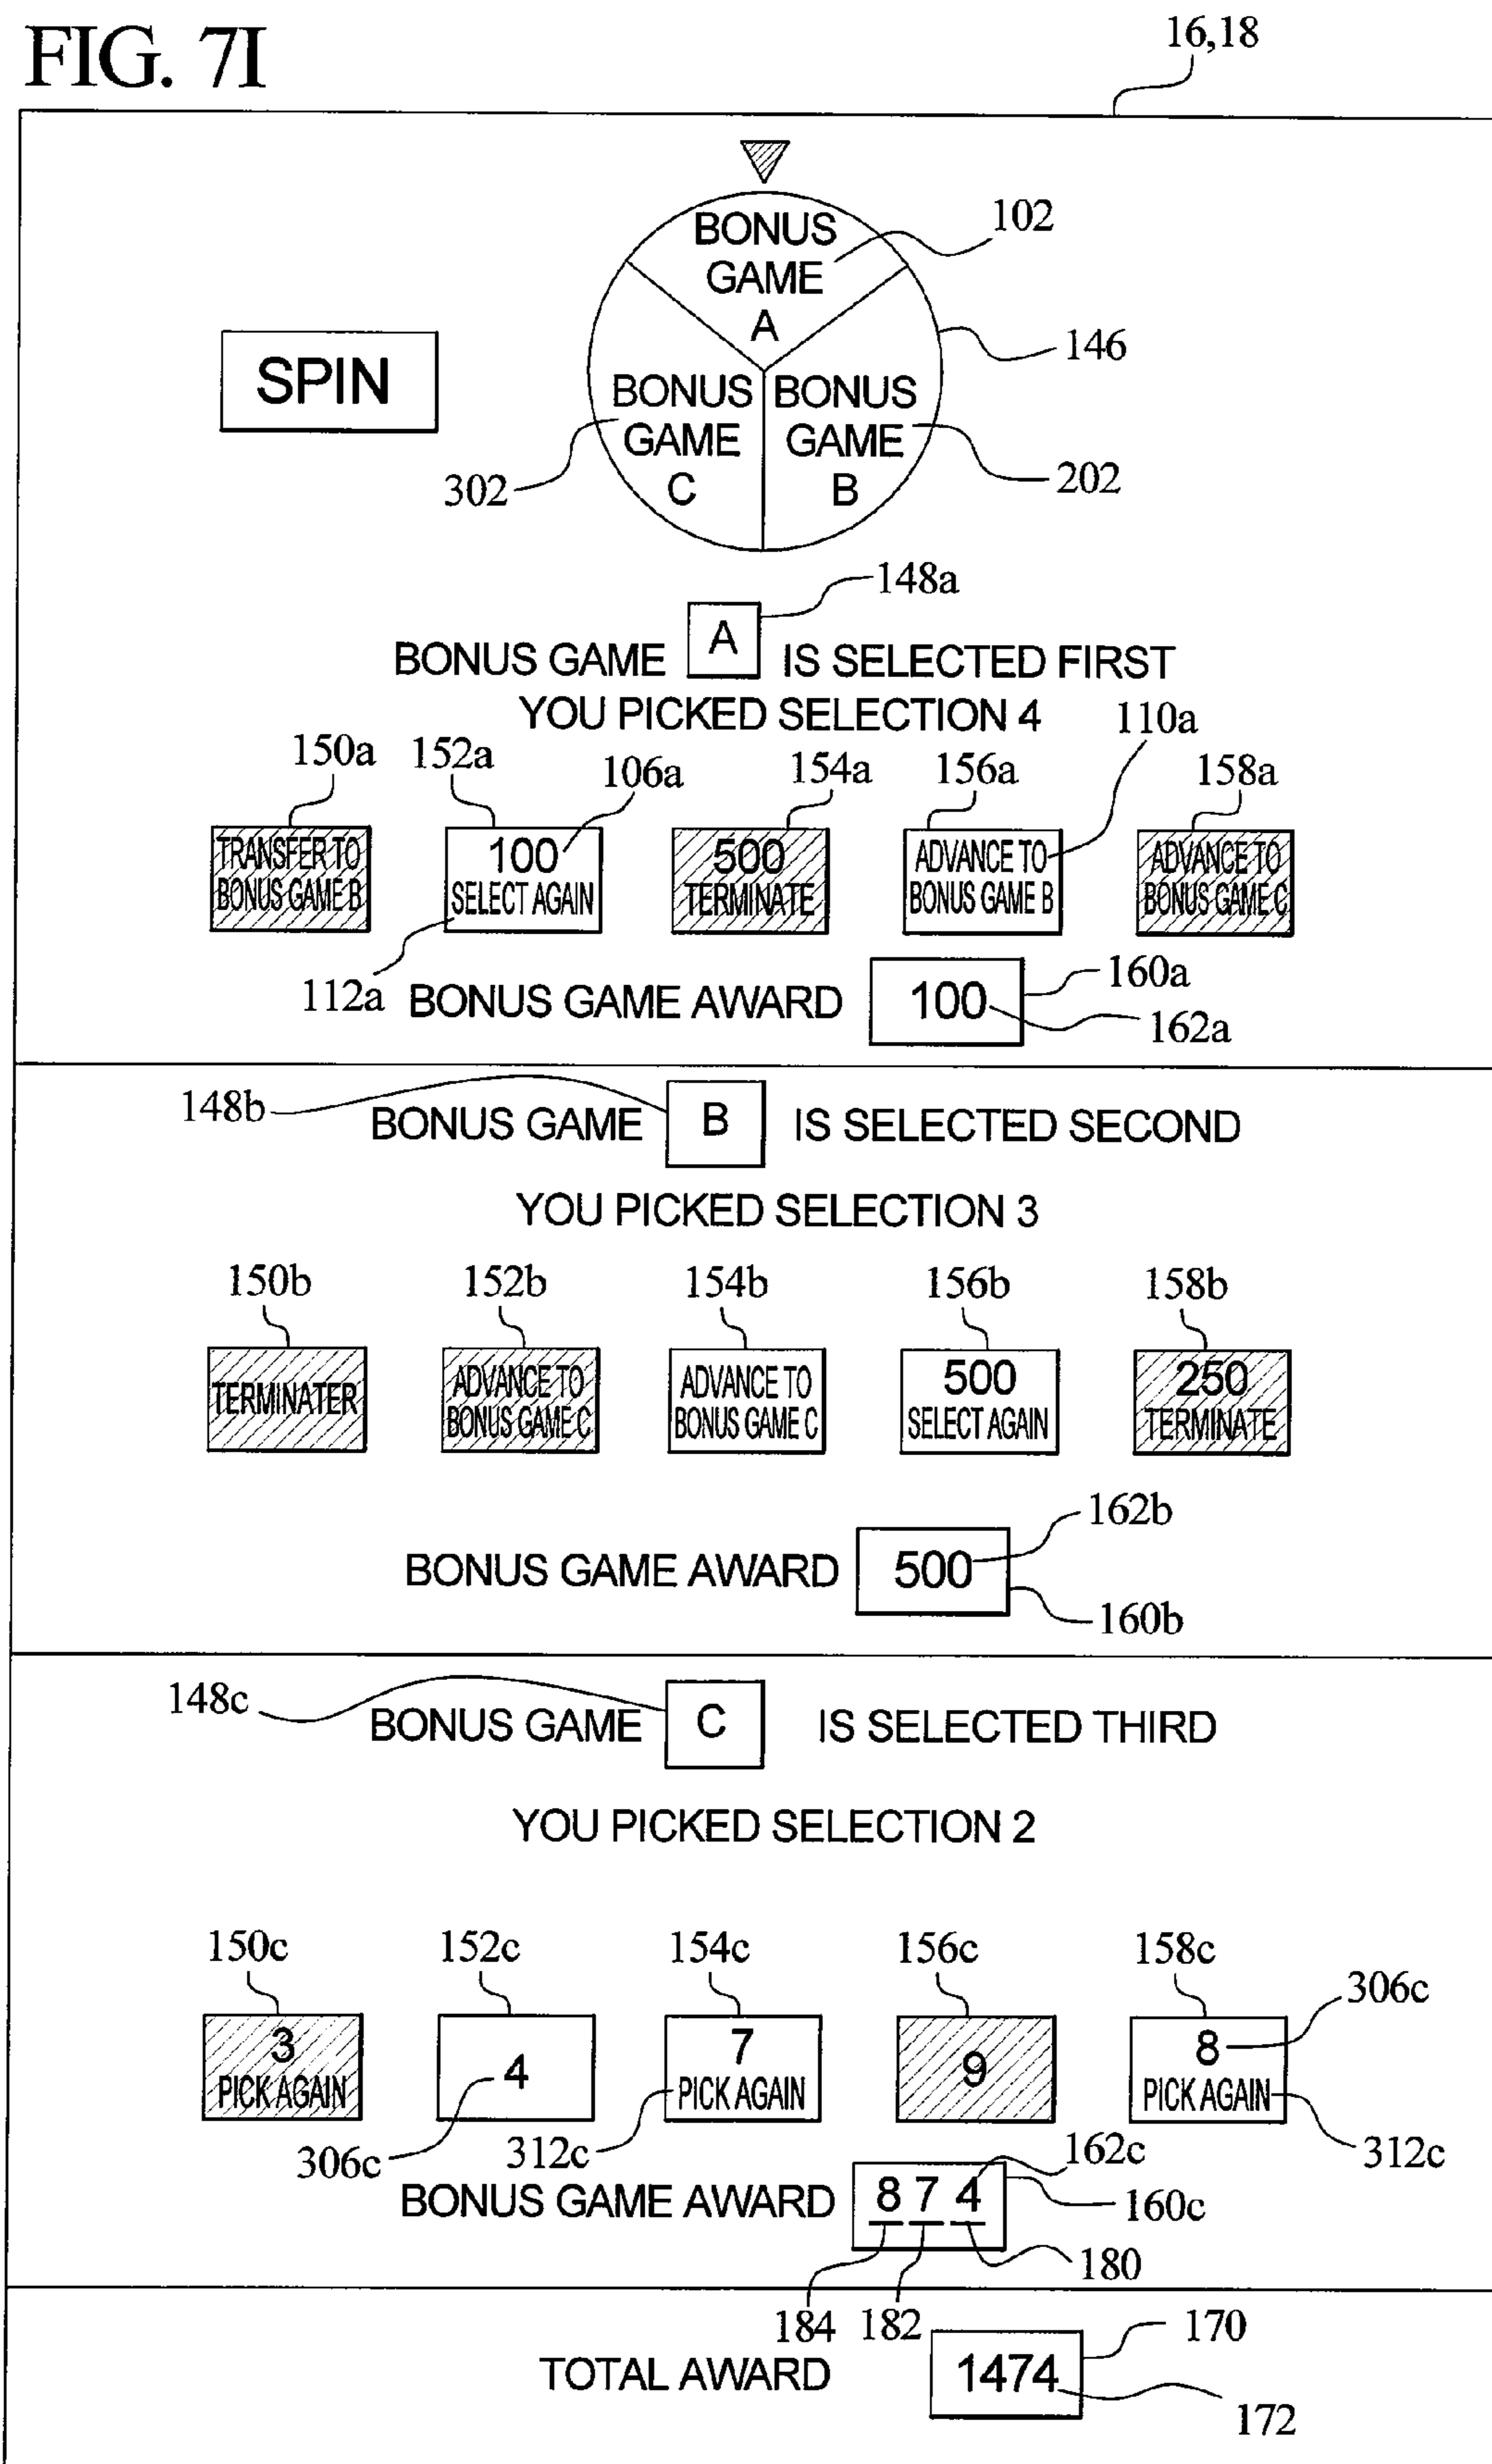 FIG. 7I
16,18
BONUS
GAME
A
102
146
SPIN
BONUS
GAME
C
BONUS
GAME
B
302
202
148a
BONUS GAME A IS SELECTED FIRST
YOU PICKED SELECTION 4
110a
150a 152a 106a 154a 156a 158a
TRANSFER TO
BONUS GAME B
100
SELECT AGAIN
500
TERMINATE
ADVANCE TO
BONUS GAME B
ADVANCE TO
BONUS GAME C
112a
BONUS GAME AWARD 100
160a
162a
148b
BONUS GAME B IS SELECTED SECOND
YOU PICKED SELECTION 3
150b 152b 154b 156b 158b
TERMINATER
ADVANCE TO
BONUS GAME C
ADVANCE TO
BONUS GAME C
500
SELECT AGAIN
250
TERMINATE
162b
BONUS GAME AWARD 500
160b
148c
BONUS GAME C IS SELECTED THIRD
YOU PICKED SELECTION 2
150c 152c 154c 156c 158c
306c
3
PICK AGAIN
4
7
PICK AGAIN
9
8
PICK AGAIN
306c 312c 162c 312c
BONUS GAME AWARD 8 7 4
160c
180
184 182
170
TOTAL AWARD 1474
172